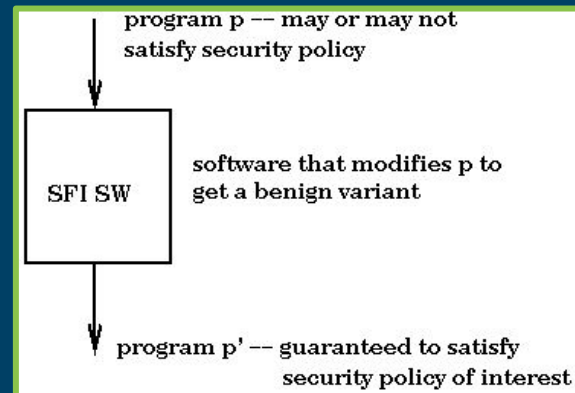 program p -- may or may not
satisfy security policy
software that modifies p to
get a benign variant
SFI SW
program p' -- guaranteed to satisfy
security policy of interest